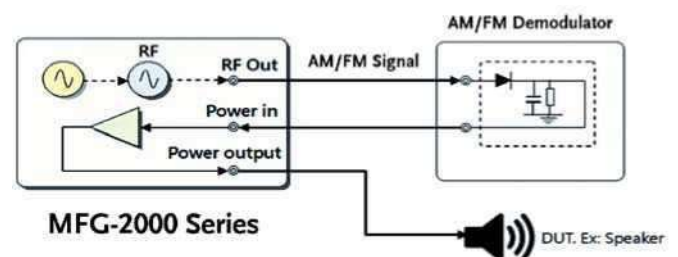 AM/FM Demodulator
RF
RF Out
AM/FM Signal
Power in
Power output
MFG-2000 Series
DUT. Ex: Speaker